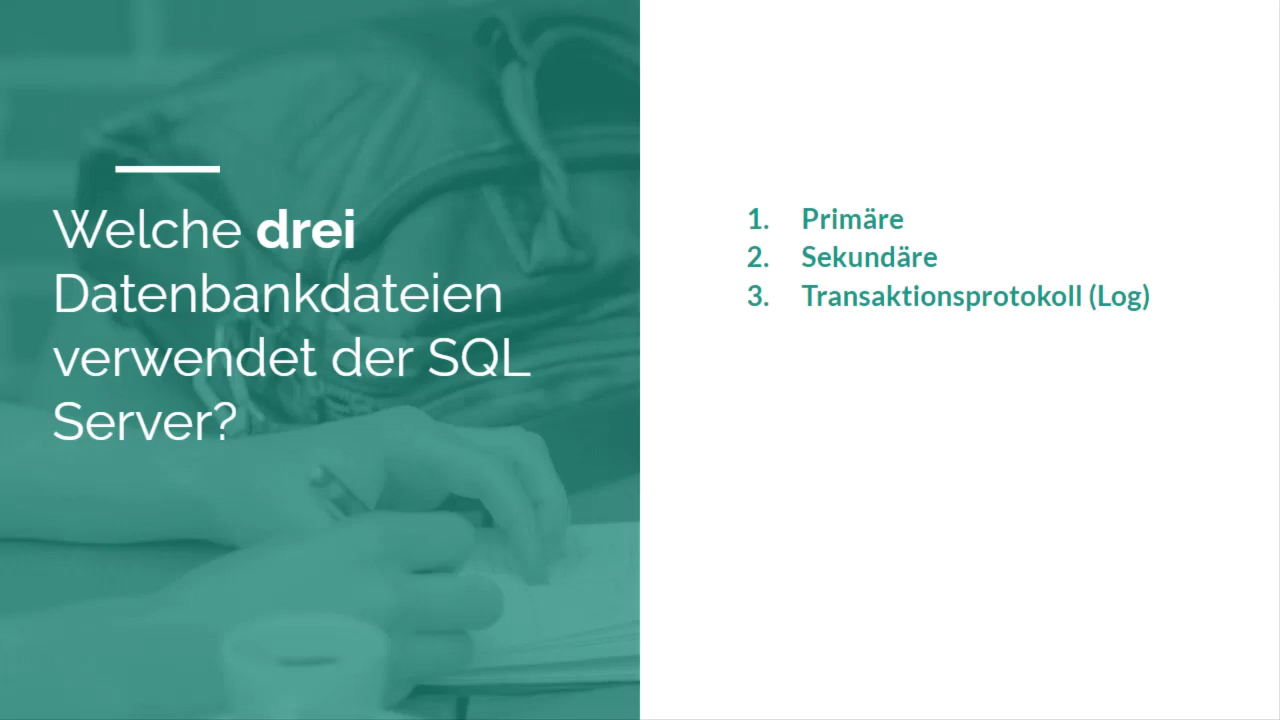 Welche drei
Datenbankdateien
verwendet der SQL
Server?
1. Primäre
2. Sekundäre
3. Transaktionsprotokoll (Log)